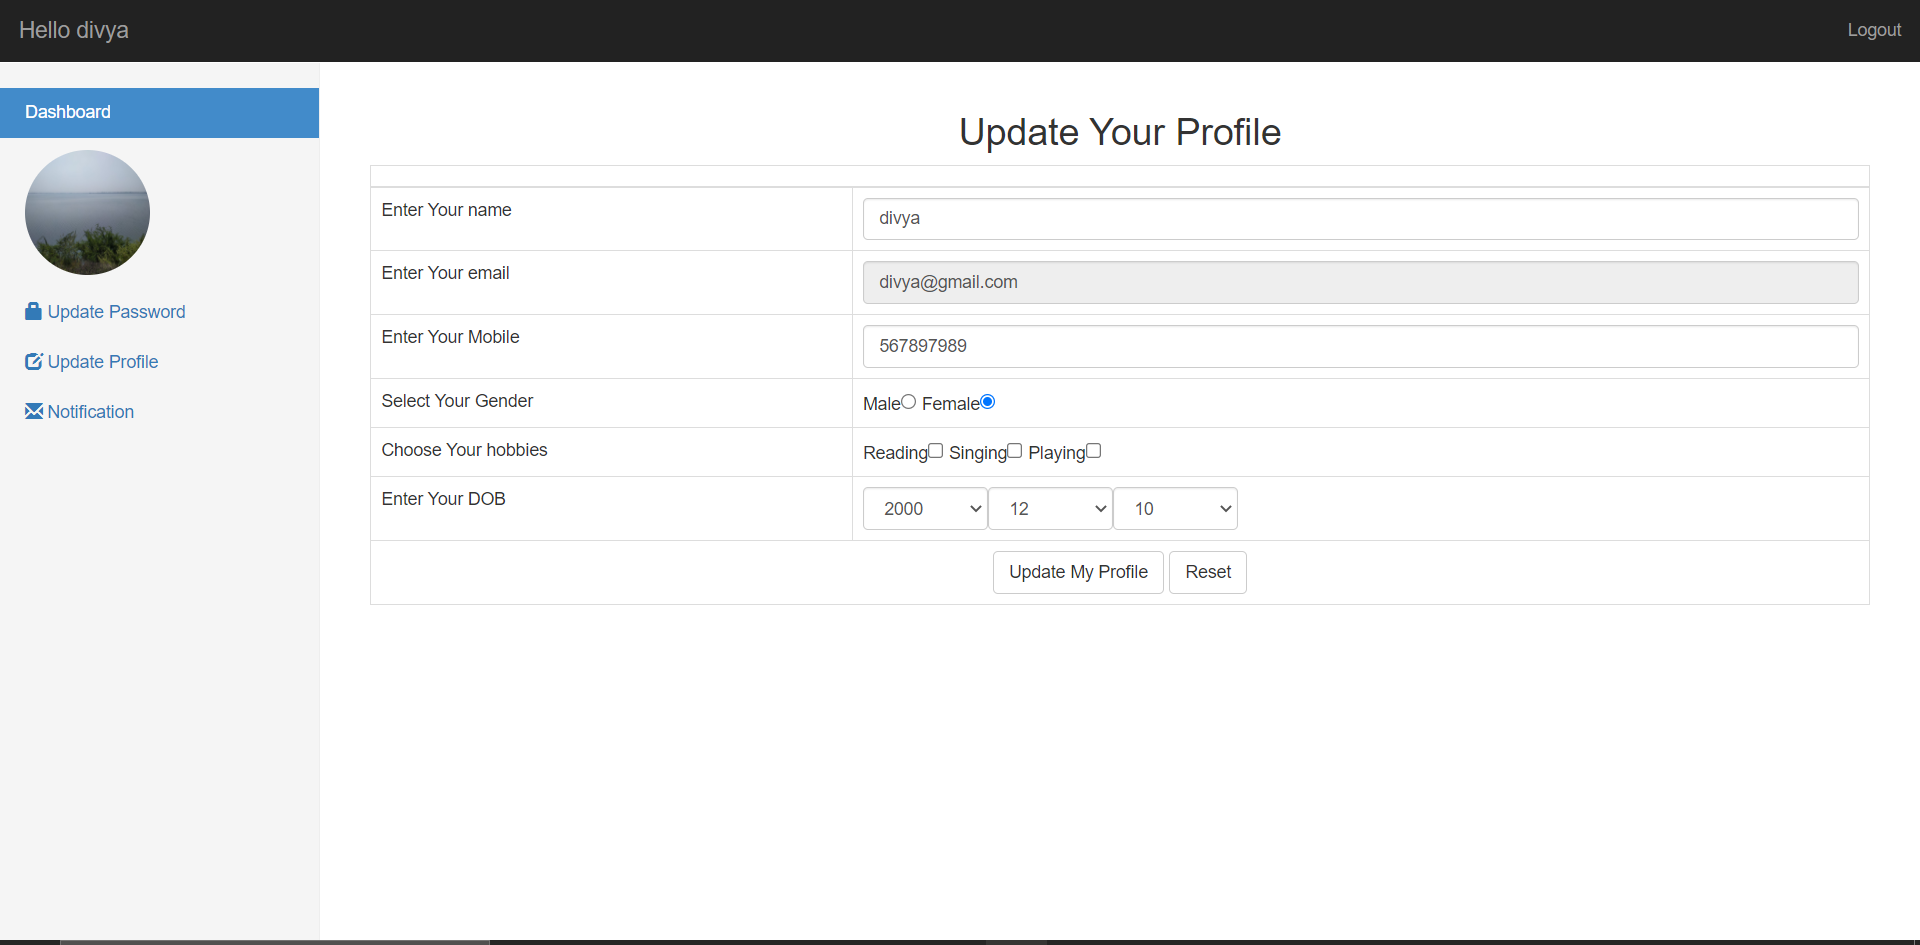 Hello divya
Logout
Dashboard
Update Password
Update Profile
Notification
Update Your Profile
Enter Your name
divya
Enter Your email
divya@gmail.com
Enter Your Mobile
567897989
Select Your Gender
Male Female
Choose Your hobbies
Reading Singing Playing
Enter Your DOB
2000 12 10
Update My Profile Reset